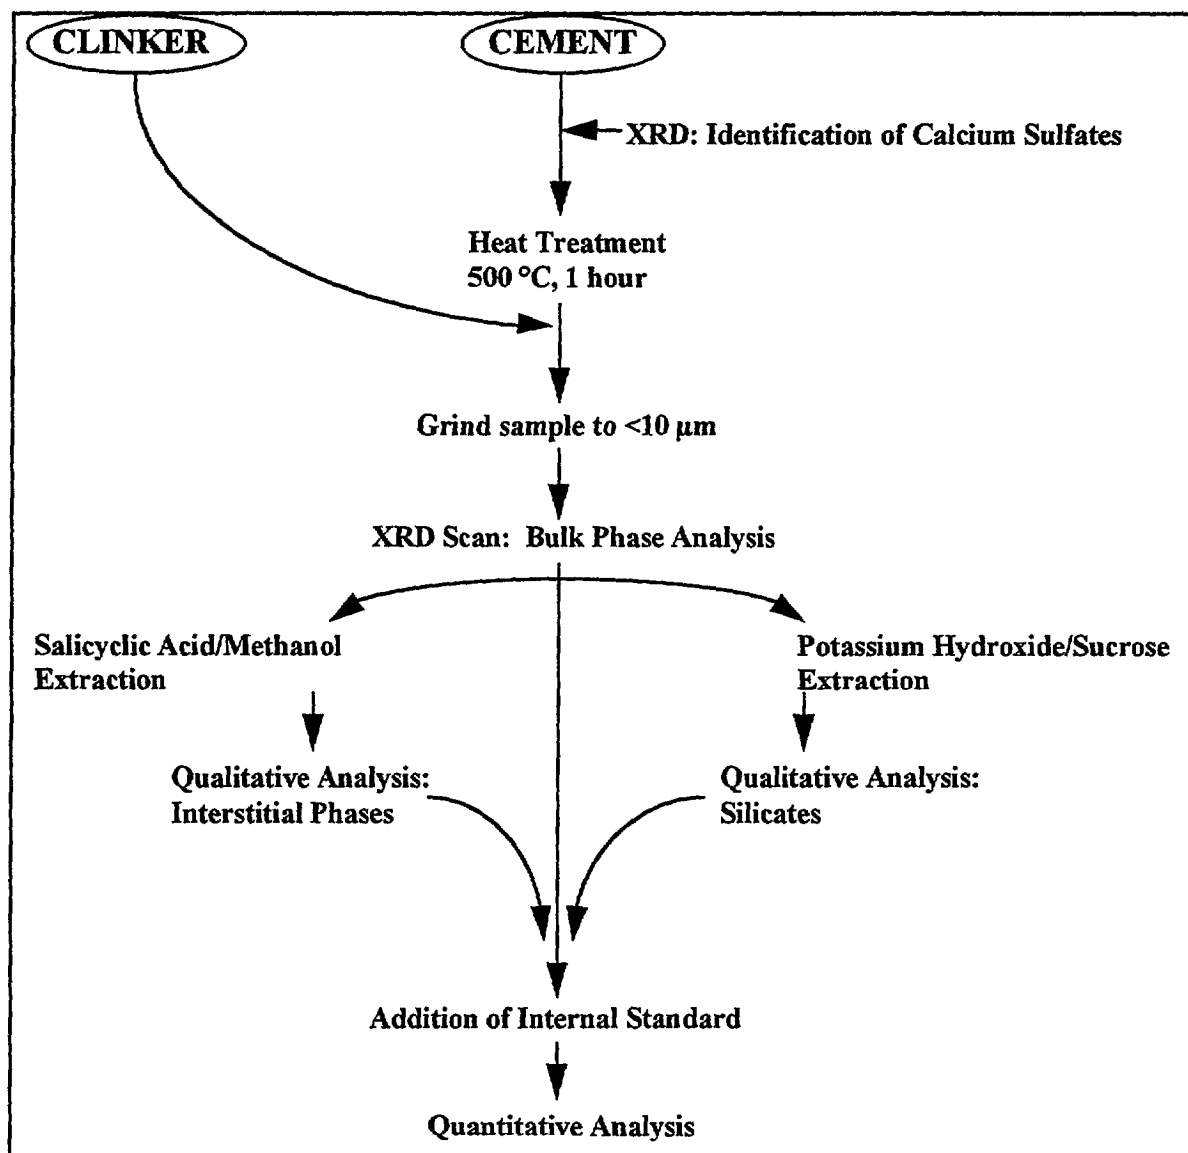 CLINKER
CEMENT
XRD: Identification of Calcium Sulfates
Heat Treatment
500 °C, 1 hour
Grind sample to <10 µm
XRD Scan: Bulk Phase Analysis
Salicyclic Acid/Methanol
Extraction
Potassium Hydroxide/Sucrose
Extraction
Qualitative Analysis:
Interstitial Phases
Qualitative Analysis:
Silicates
Addition of Internal Standard
Quantitative Analysis